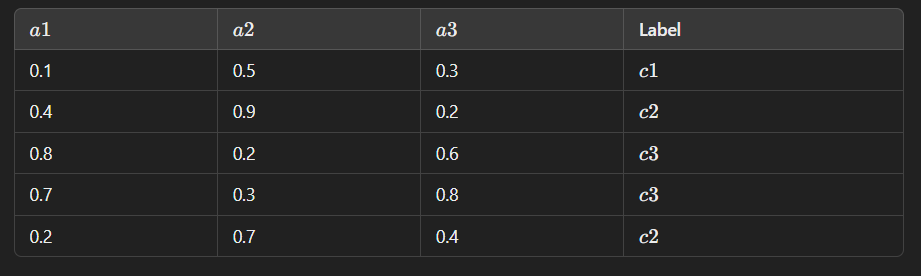 a1 a2 a3 Label
0.1 0.5 0.3 c1
0.4 0.9 0.2 c2
0.8 0.2 0.6 c3
0.7 0.3 0.8 c3
0.2 0.7 0.4 c2